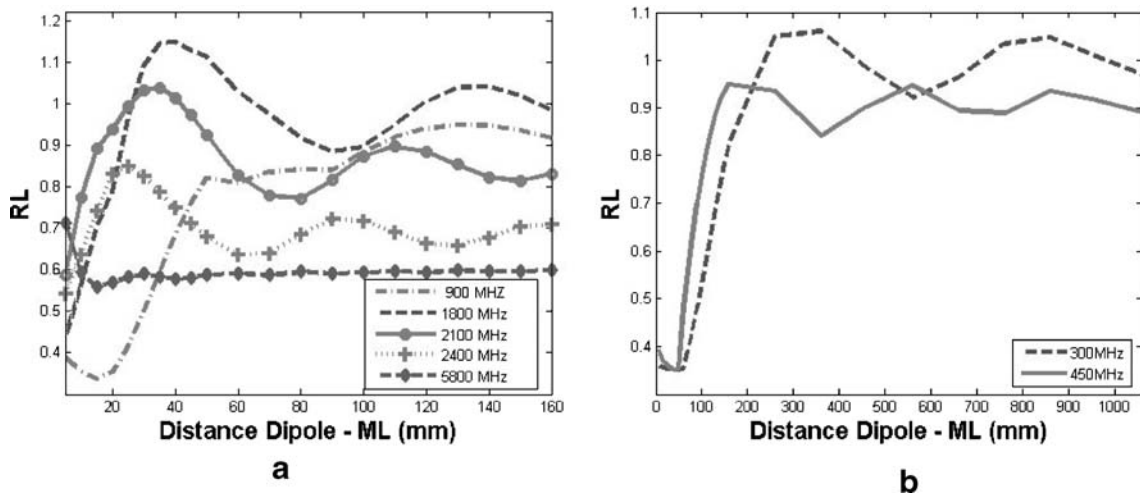 1.2
1.1
1
0.9
0.8
0.7
0.6
0.5
0.4
RL
20 40 60 80 100 120 140 160
Distance Dipole - ML (mm)
900 MHZ
1800 MHz
2100 MHz
2400 MHz
5800 MHz
a
1.1
1
0.9
0.8
0.7
0.6
0.5
0.4
RL
0 100 200 300 400 500 600 700 800 900 1000
Distance Dipole - ML (mm)
300MHz
450MHz
b